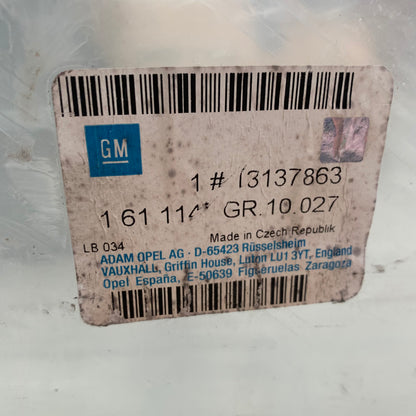 GM
1 # 13137863
1 61 114* GR.10.027
Made in Czech Republik
LB 034
ADAM OPEL AG · D-65423 Rüsselsheim
VAUXHALL, Griffin House, Luton LU1 3YT, England
Opel España, E-50639 Figueruelas Zaragoza